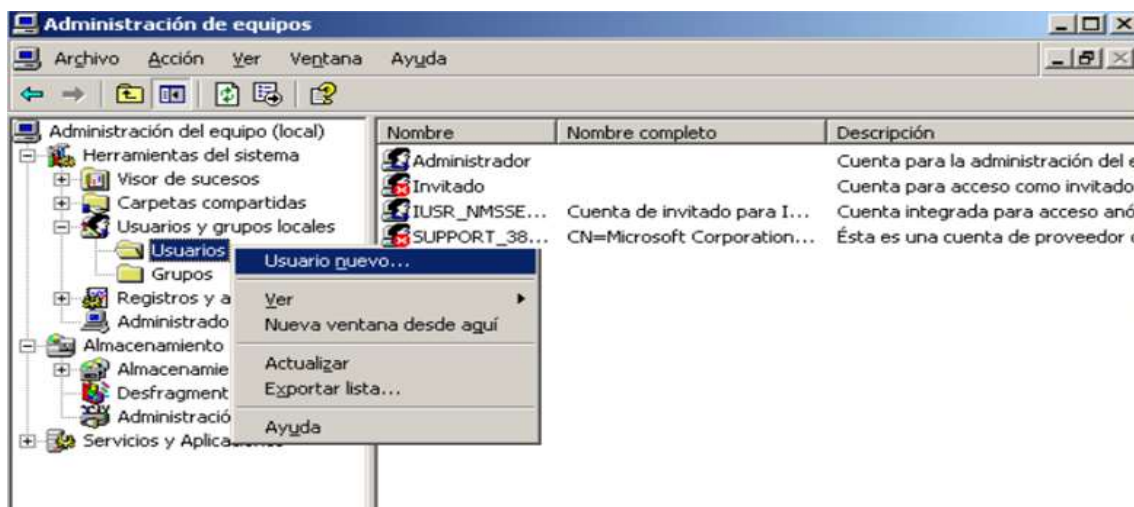 Administración de equipos
Archivo Acción Ver Ventana Ayuda
Administración del equipo (local)
Herramientas del sistema
Visor de sucesos
Carpetas compartidas
Usuarios y grupos locales
Usuarios
Grupos
Registros y a
Administrado
Almacenamiento
Almacenamie
Desfragment
Administració
Servicios y Aplica
Usuario nuevo...
Ver
Nueva ventana desde aquí
Actualizar
Exportar lista...
Ayuda
Nombre Nombre completo Descripción
Administrador Cuenta para la administración del e
Invitado Cuenta para acceso como invitado
IUSR_NMSSE... Cuenta de invitado para I... Cuenta integrada para acceso anó
SUPPORT_38... CN=Microsoft Corporation... Ésta es una cuenta de proveedor